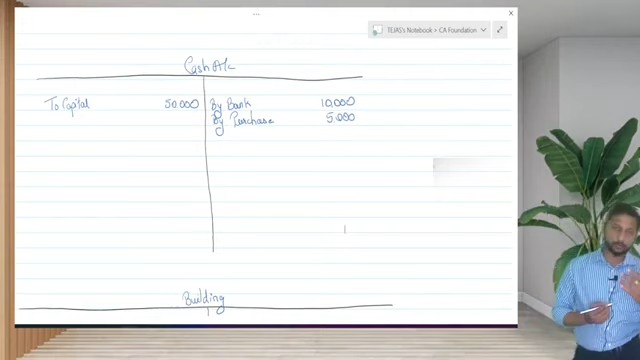 TEJAS's Notebook > CA Foundation
Cash A/c
To Capital 50.000 By Bank 10.000
By Purchase 5.000
Building